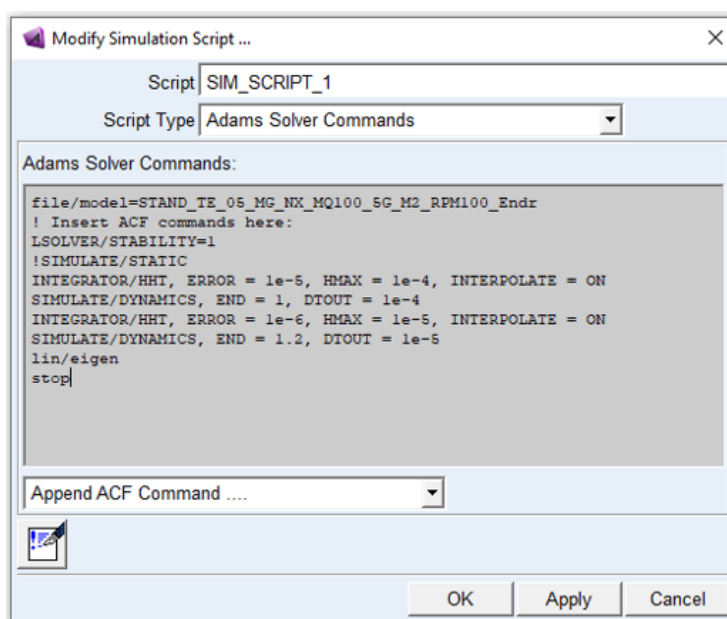 Modify Simulation Script ...
Script SIM_SCRIPT_1
Script Type Adams Solver Commands
Adams Solver Commands:
file/model=STAND_TE_05_MG_NX_MQ100_5G_M2_RPM100_Endr
! Insert ACF commands here:
LSOLVER/STABILITY=1
!SIMULATE/STATIC
INTEGRATOR/HHT, ERROR = 1e-5, HMAX = 1e-4, INTERPOLATE = ON
SIMULATE/DYNAMICS, END = 1, DTOUT = 1e-4
INTEGRATOR/HHT, ERROR = 1e-6, HMAX = 1e-5, INTERPOLATE = ON
SIMULATE/DYNAMICS, END = 1.2, DTOUT = 1e-5
lin/eigen
stop
Append ACF Command ....
OK Apply Cancel